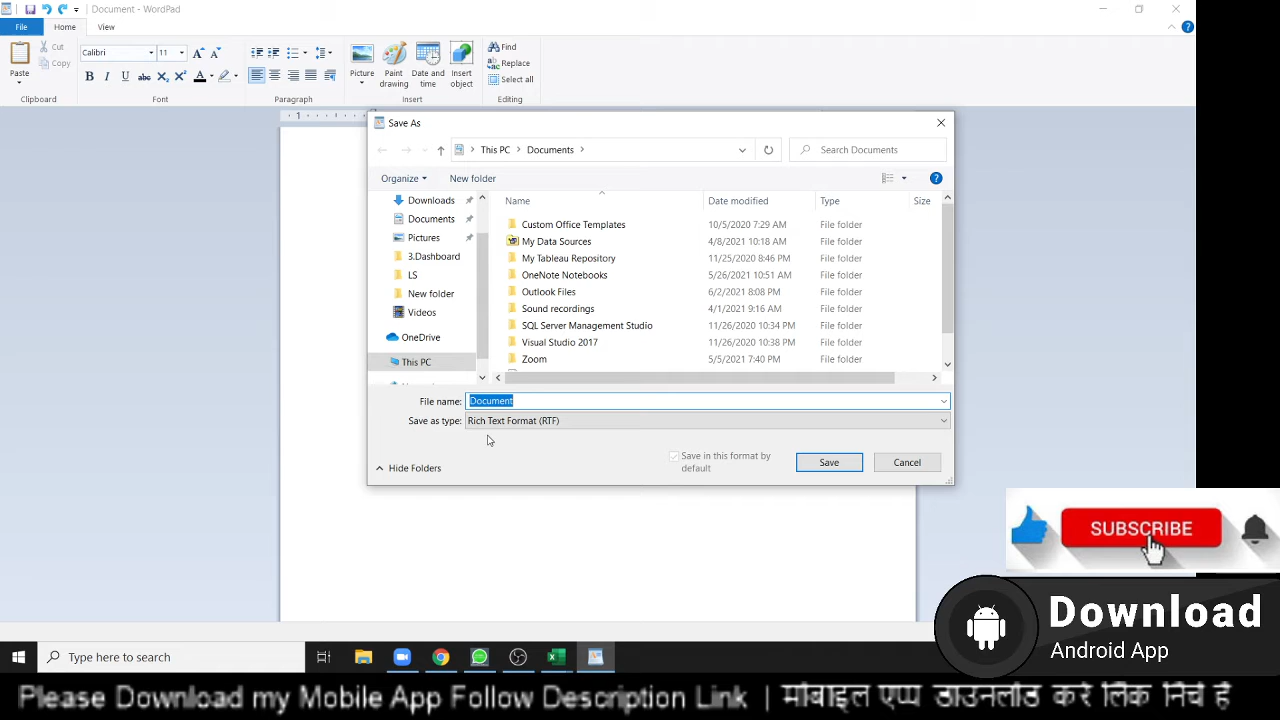 Document - WordPad
File Home View
Paste Cut Copy Clipboard
Calibri 11
B I U abc X₂ X² A
Font
Paragraph
Picture Paint drawing Date and time Insert object
Insert
Find
Replace
Select all
Editing
1
Save As
This PC > Documents > Search Documents
Organize New folder
Name Date modified Type Size
Downloads
Documents
Pictures
3.Dashboard
LS
New folder
Videos
OneDrive
This PC
Custom Office Templates 10/5/2020 7:29 AM File folder
My Data Sources 4/8/2021 10:18 AM File folder
My Tableau Repository 11/25/2020 8:46 PM File folder
OneNote Notebooks 5/26/2021 10:51 AM File folder
Outlook Files 6/2/2021 8:08 PM File folder
Sound recordings 4/1/2021 9:16 AM File folder
SQL Server Management Studio 11/26/2020 10:34 PM File folder
Visual Studio 2017 11/26/2020 10:38 PM File folder
Zoom 5/5/2021 7:40 PM File folder
File name: Document
Save as type: Rich Text Format (RTF)
Save in this format by
default
Save Cancel
Hide Folders
SUBSCRIBE
Download
Android App
Type here to search
Please Download my Mobile App Follow Description Link | मोबाइल एप्प डाउनलोड करे लिंक निचे है